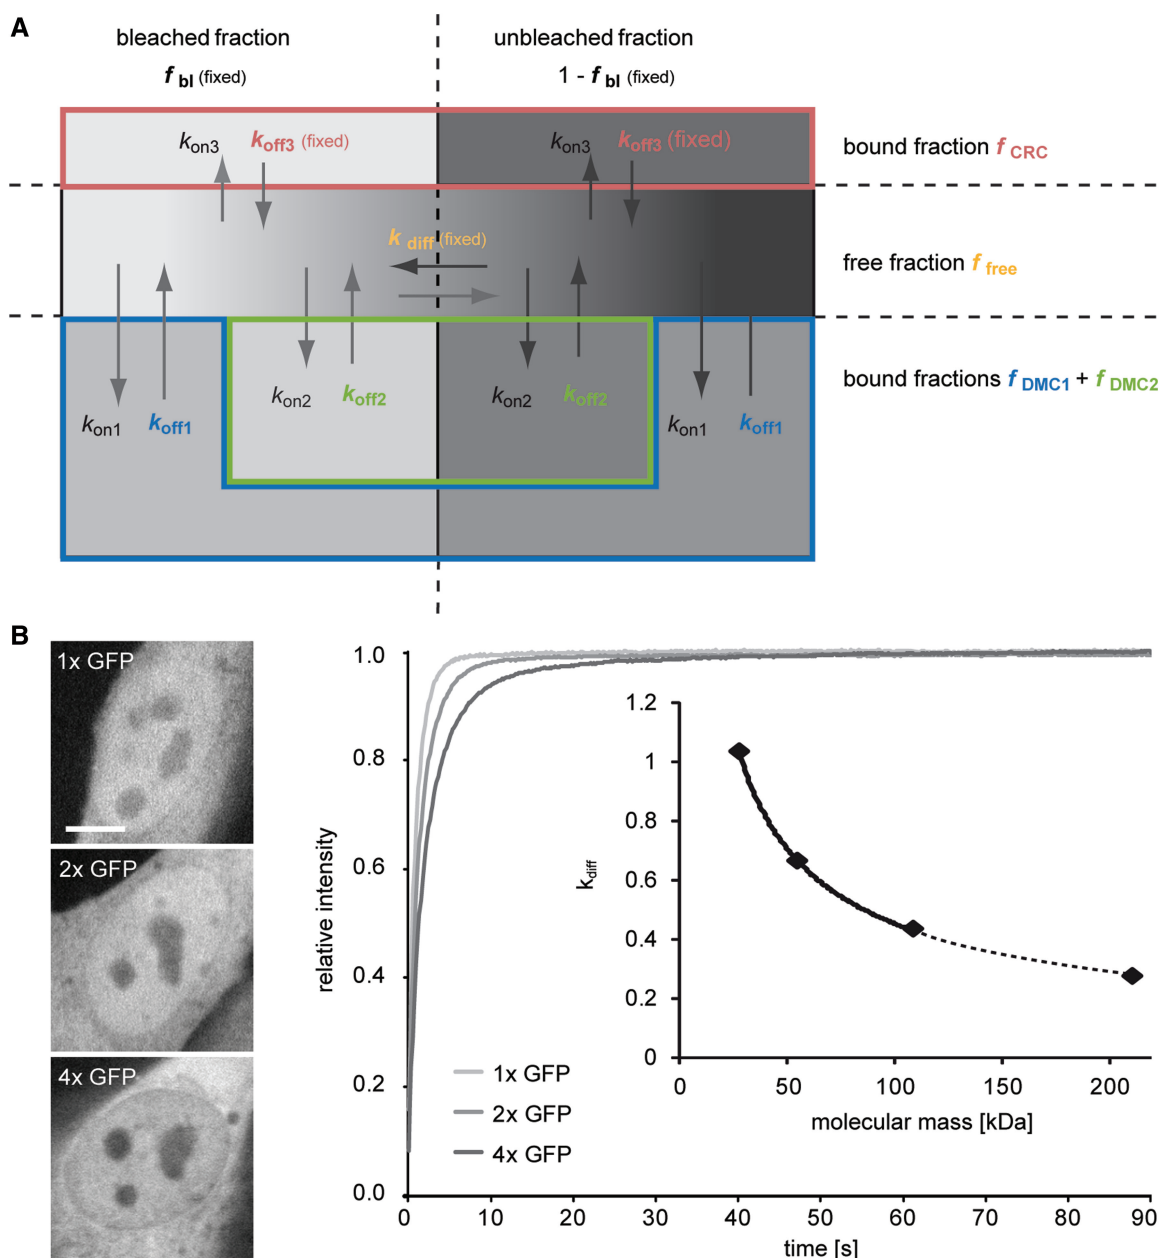 A
bleached fraction
f bl (fixed)
unbleached fraction
1 - f bl (fixed)
kon3
koff3 (fixed)
kon3
koff3 (fixed)
bound fraction f CRC
k diff (fixed)
free fraction f free
kon1
koff1
kon2
koff2
kon2
koff2
kon1
koff1
bound fractions f DMC1 + f DMC2
B
1x GFP
2x GFP
4x GFP
relative intensity
1.0
0.8
0.6
0.4
0.2
0.0
0 10 20 30 40 50 60 70 80 90
time [s]
1x GFP
2x GFP
4x GFP
kdiff
1.2
1
0.8
0.6
0.4
0.2
0
0 50 100 150 200
molecular mass [kDa]